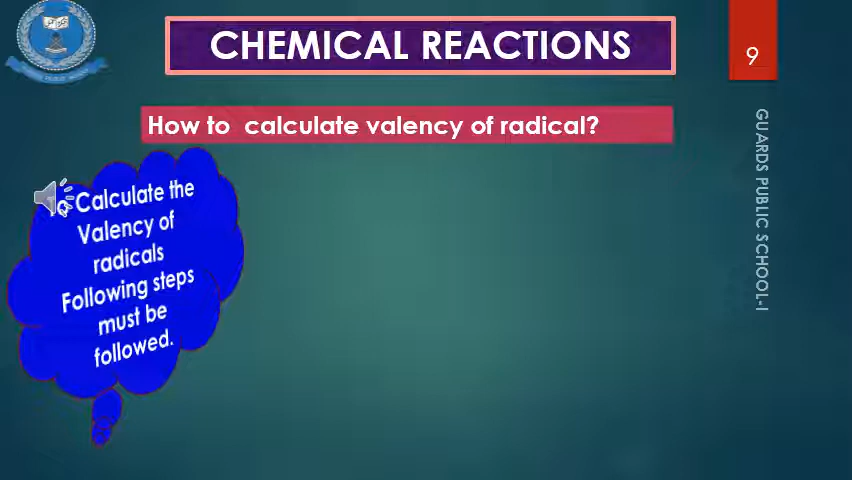 CHEMICAL REACTIONS
9
How to calculate valency of radical?
Calculate the
Valency of
radicals
Following steps
must be
followed.
GUARDS PUBLIC SCHOOL-I